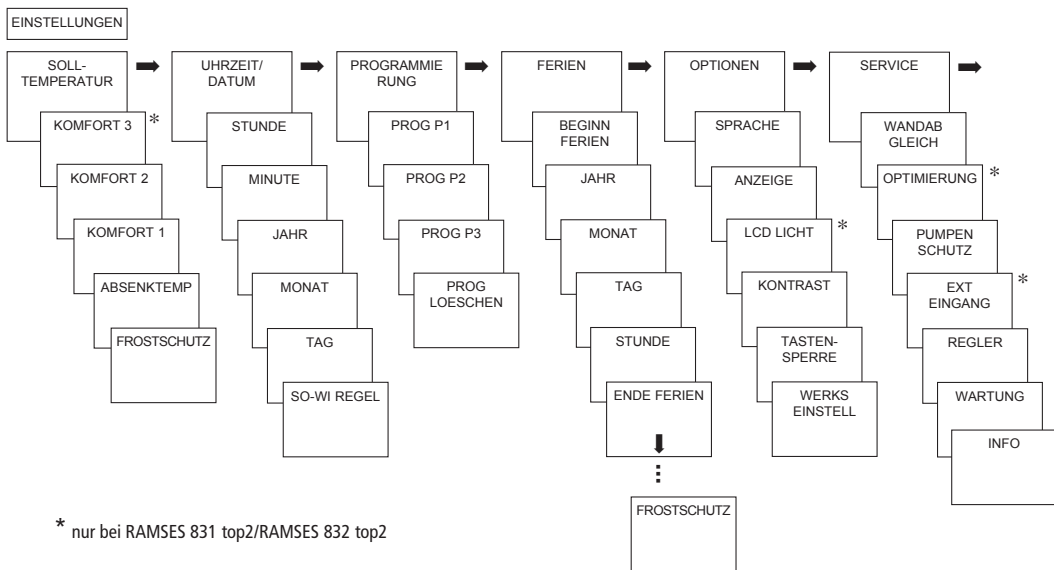 EINSTELLUNGEN
SOLL-
TEMPERATUR
KOMFORT 3 *
KOMFORT 2
KOMFORT 1
ABSENKTEMP
FROSTSCHUTZ
UHRZEIT/
DATUM
STUNDE
MINUTE
JAHR
MONAT
TAG
SO-WI REGEL
PROGRAMMIE
RUNG
PROG P1
PROG P2
PROG P3
PROG
LOESCHEN
FERIEN
BEGINN
FERIEN
JAHR
MONAT
TAG
STUNDE
ENDE FERIEN
FROSTSCHUTZ
OPTIONEN
SPRACHE
ANZEIGE
LCD LICHT *
KONTRAST
TASTEN-
SPERRE
WERKS
EINSTELL
SERVICE
WANDAB
GLEICH
OPTIMIERUNG *
PUMPEN
SCHUTZ
EXT *
EINGANG
REGLER
WARTUNG
INFO
* nur bei RAMSES 831 top2/RAMSES 832 top2